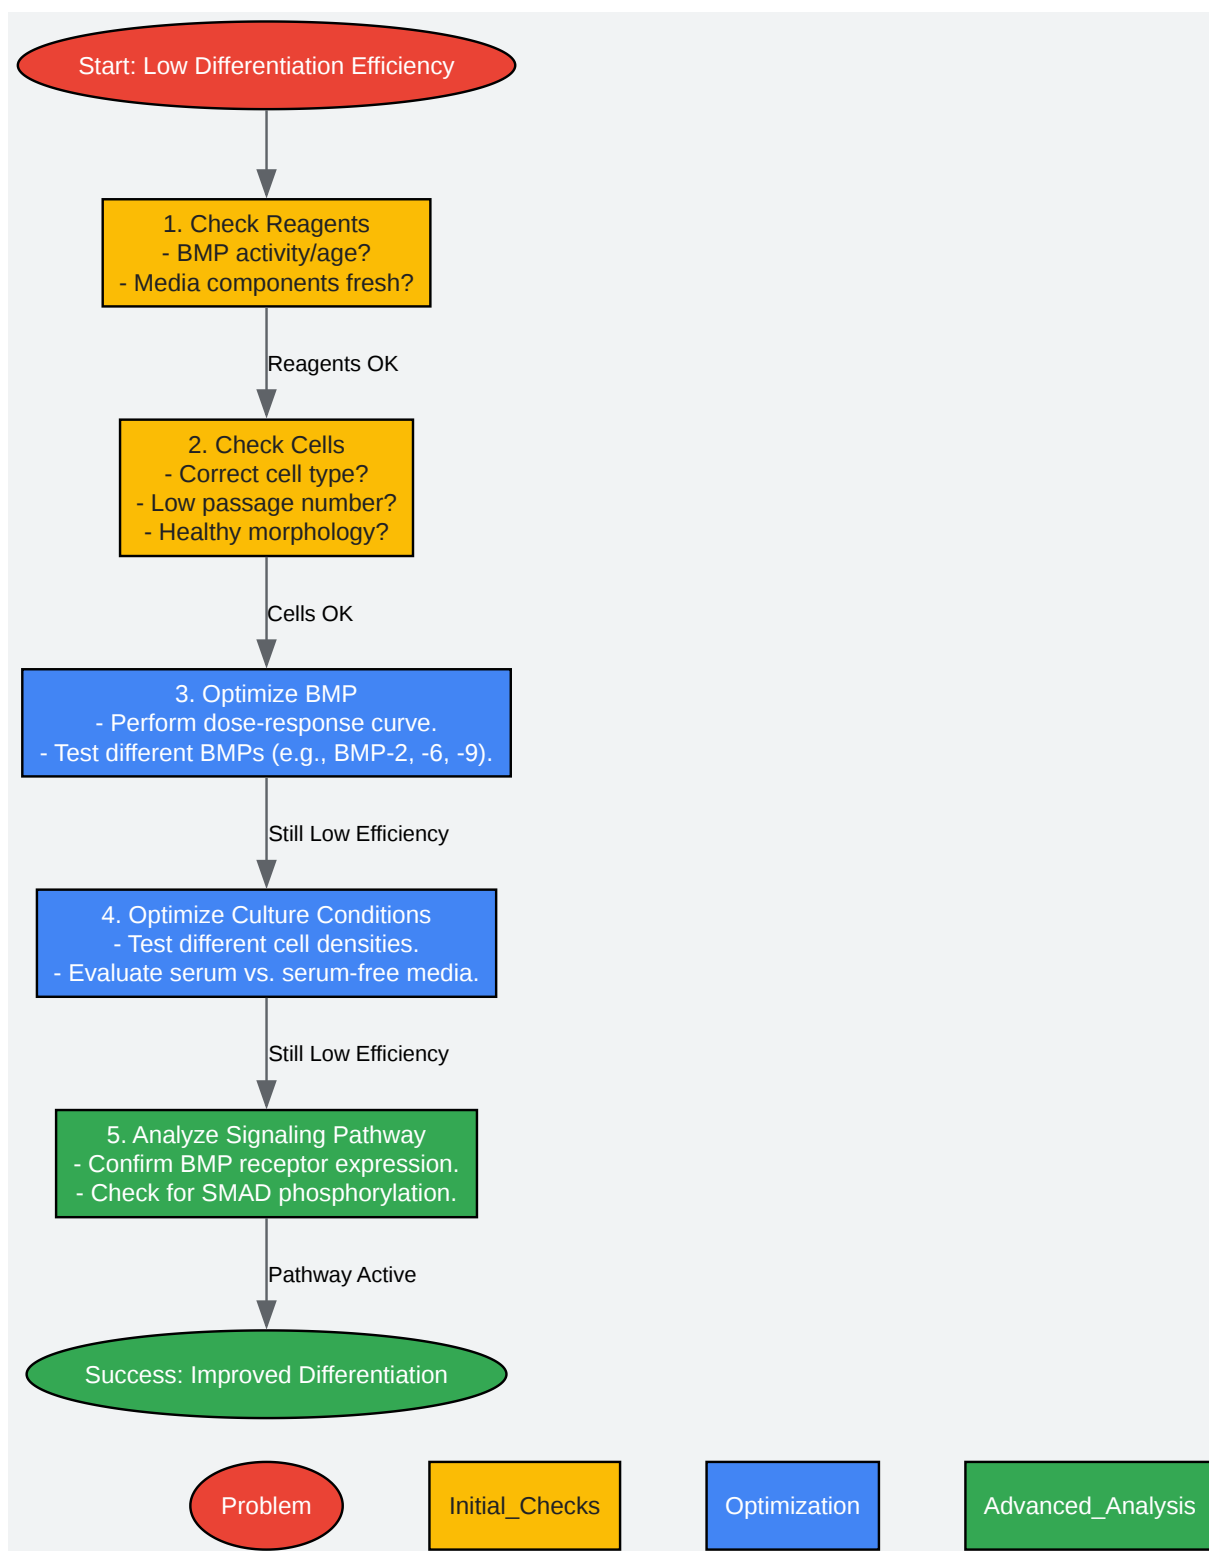 Start: Low Differentiation Efficiency
1. Check Reagents
- BMP activity/age?
- Media components fresh?
Reagents OK
2. Check Cells
- Correct cell type?
- Low passage number?
- Healthy morphology?
Cells OK
3. Optimize BMP
- Perform dose-response curve.
- Test different BMPs (e.g., BMP-2, -6, -9).
Still Low Efficiency
4. Optimize Culture Conditions
- Test different cell densities.
- Evaluate serum vs. serum-free media.
Still Low Efficiency
5. Analyze Signaling Pathway
- Confirm BMP receptor expression.
- Check for SMAD phosphorylation.
Pathway Active
Success: Improved Differentiation
Problem
Initial_Checks
Optimization
Advanced_Analysis